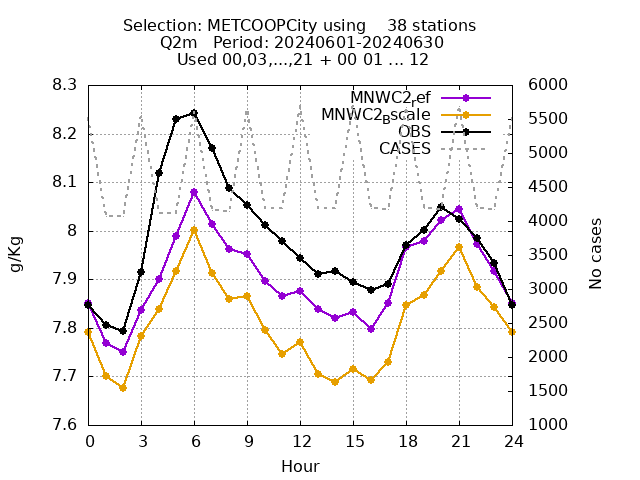 Selection: METCOOPCity using 38 stations
Q2m Period: 20240601-20240630
Used 00,03,...,21 + 00 01 ... 12
MNWC2ref
MNWC2Bscale
OBS
CASES
8.3
8.2
8.1
8
7.9
7.8
7.7
7.6
g/Kg
6000
5500
5000
4500
4000
3500
3000
2500
2000
1500
1000
No cases
0 3 6 9 12 15 18 21 24
Hour